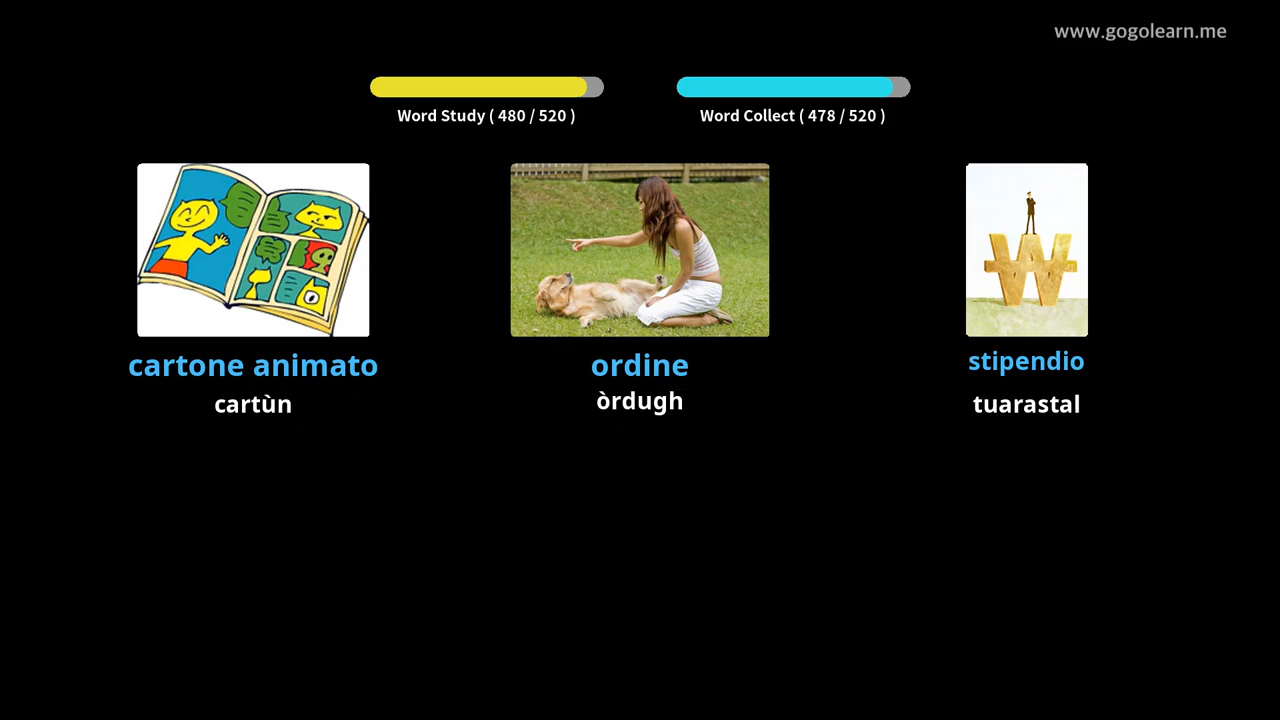 www.gogolearn.me
Word Study ( 480 / 520 )
Word Collect ( 478 / 520 )
cartone animato
cartùn
ordine
òrdugh
stipendio
tuarastal